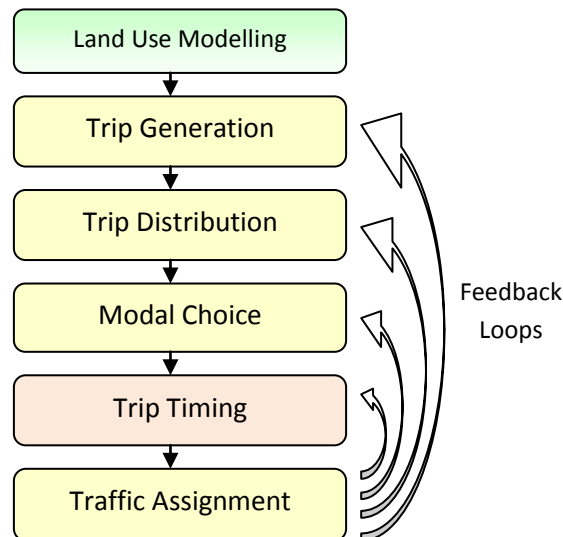 Land Use Modelling
Trip Generation
Trip Distribution
Modal Choice
Trip Timing
Traffic Assignment
Feedback
Loops